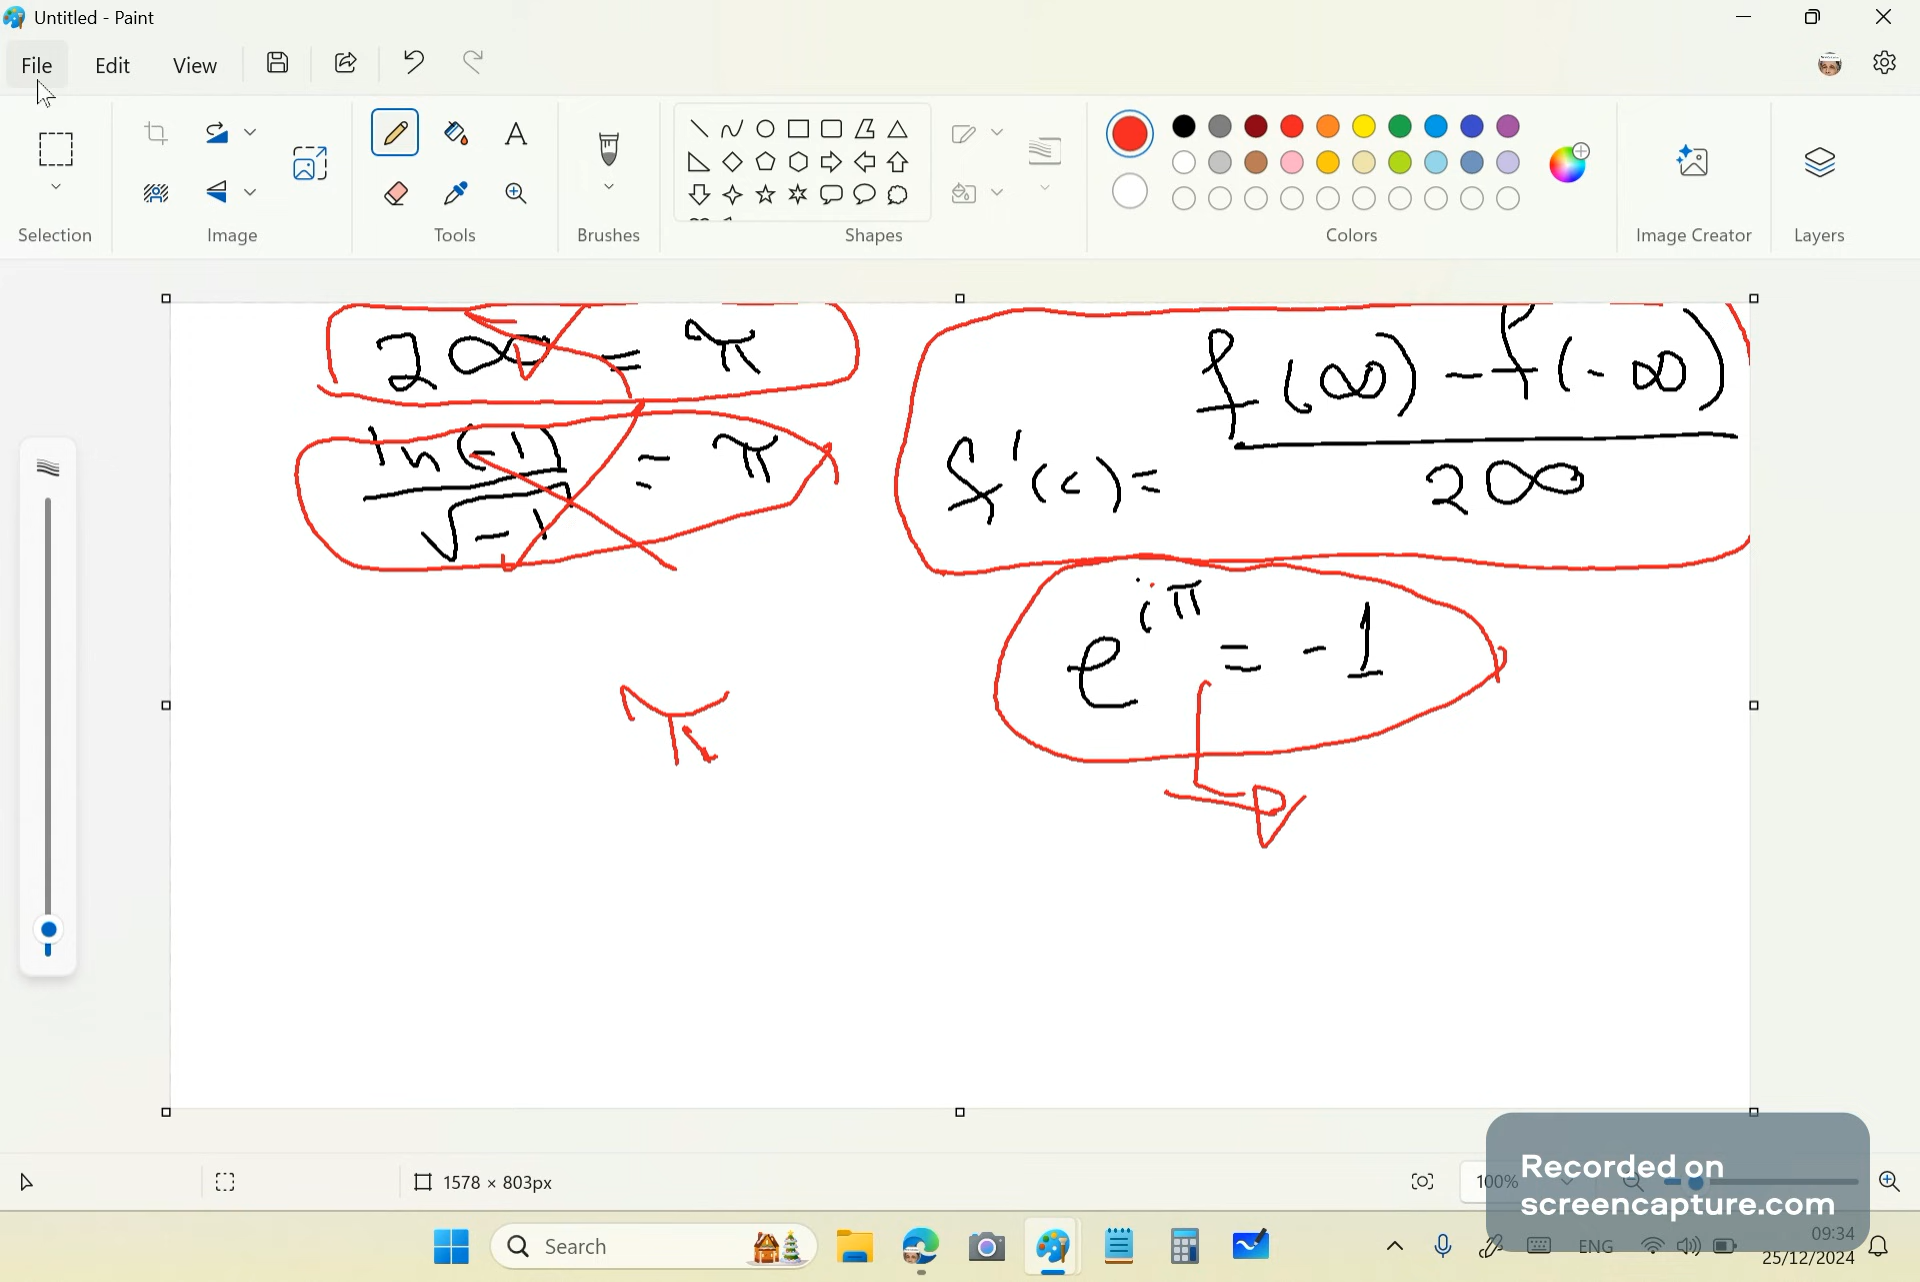 Untitled - Paint
File Edit View
Selection Image Tools Brushes Shapes Colors Image Creator Layers
2∞ = π
ln(-1)
√-1
= π
f(∞) - f(-∞)
f'(c) =
2∞
e^iπ = -1
π
1578 × 803px
100%
Recorded on
screencapture.com
Search
ENG
09:34
25/12/2024